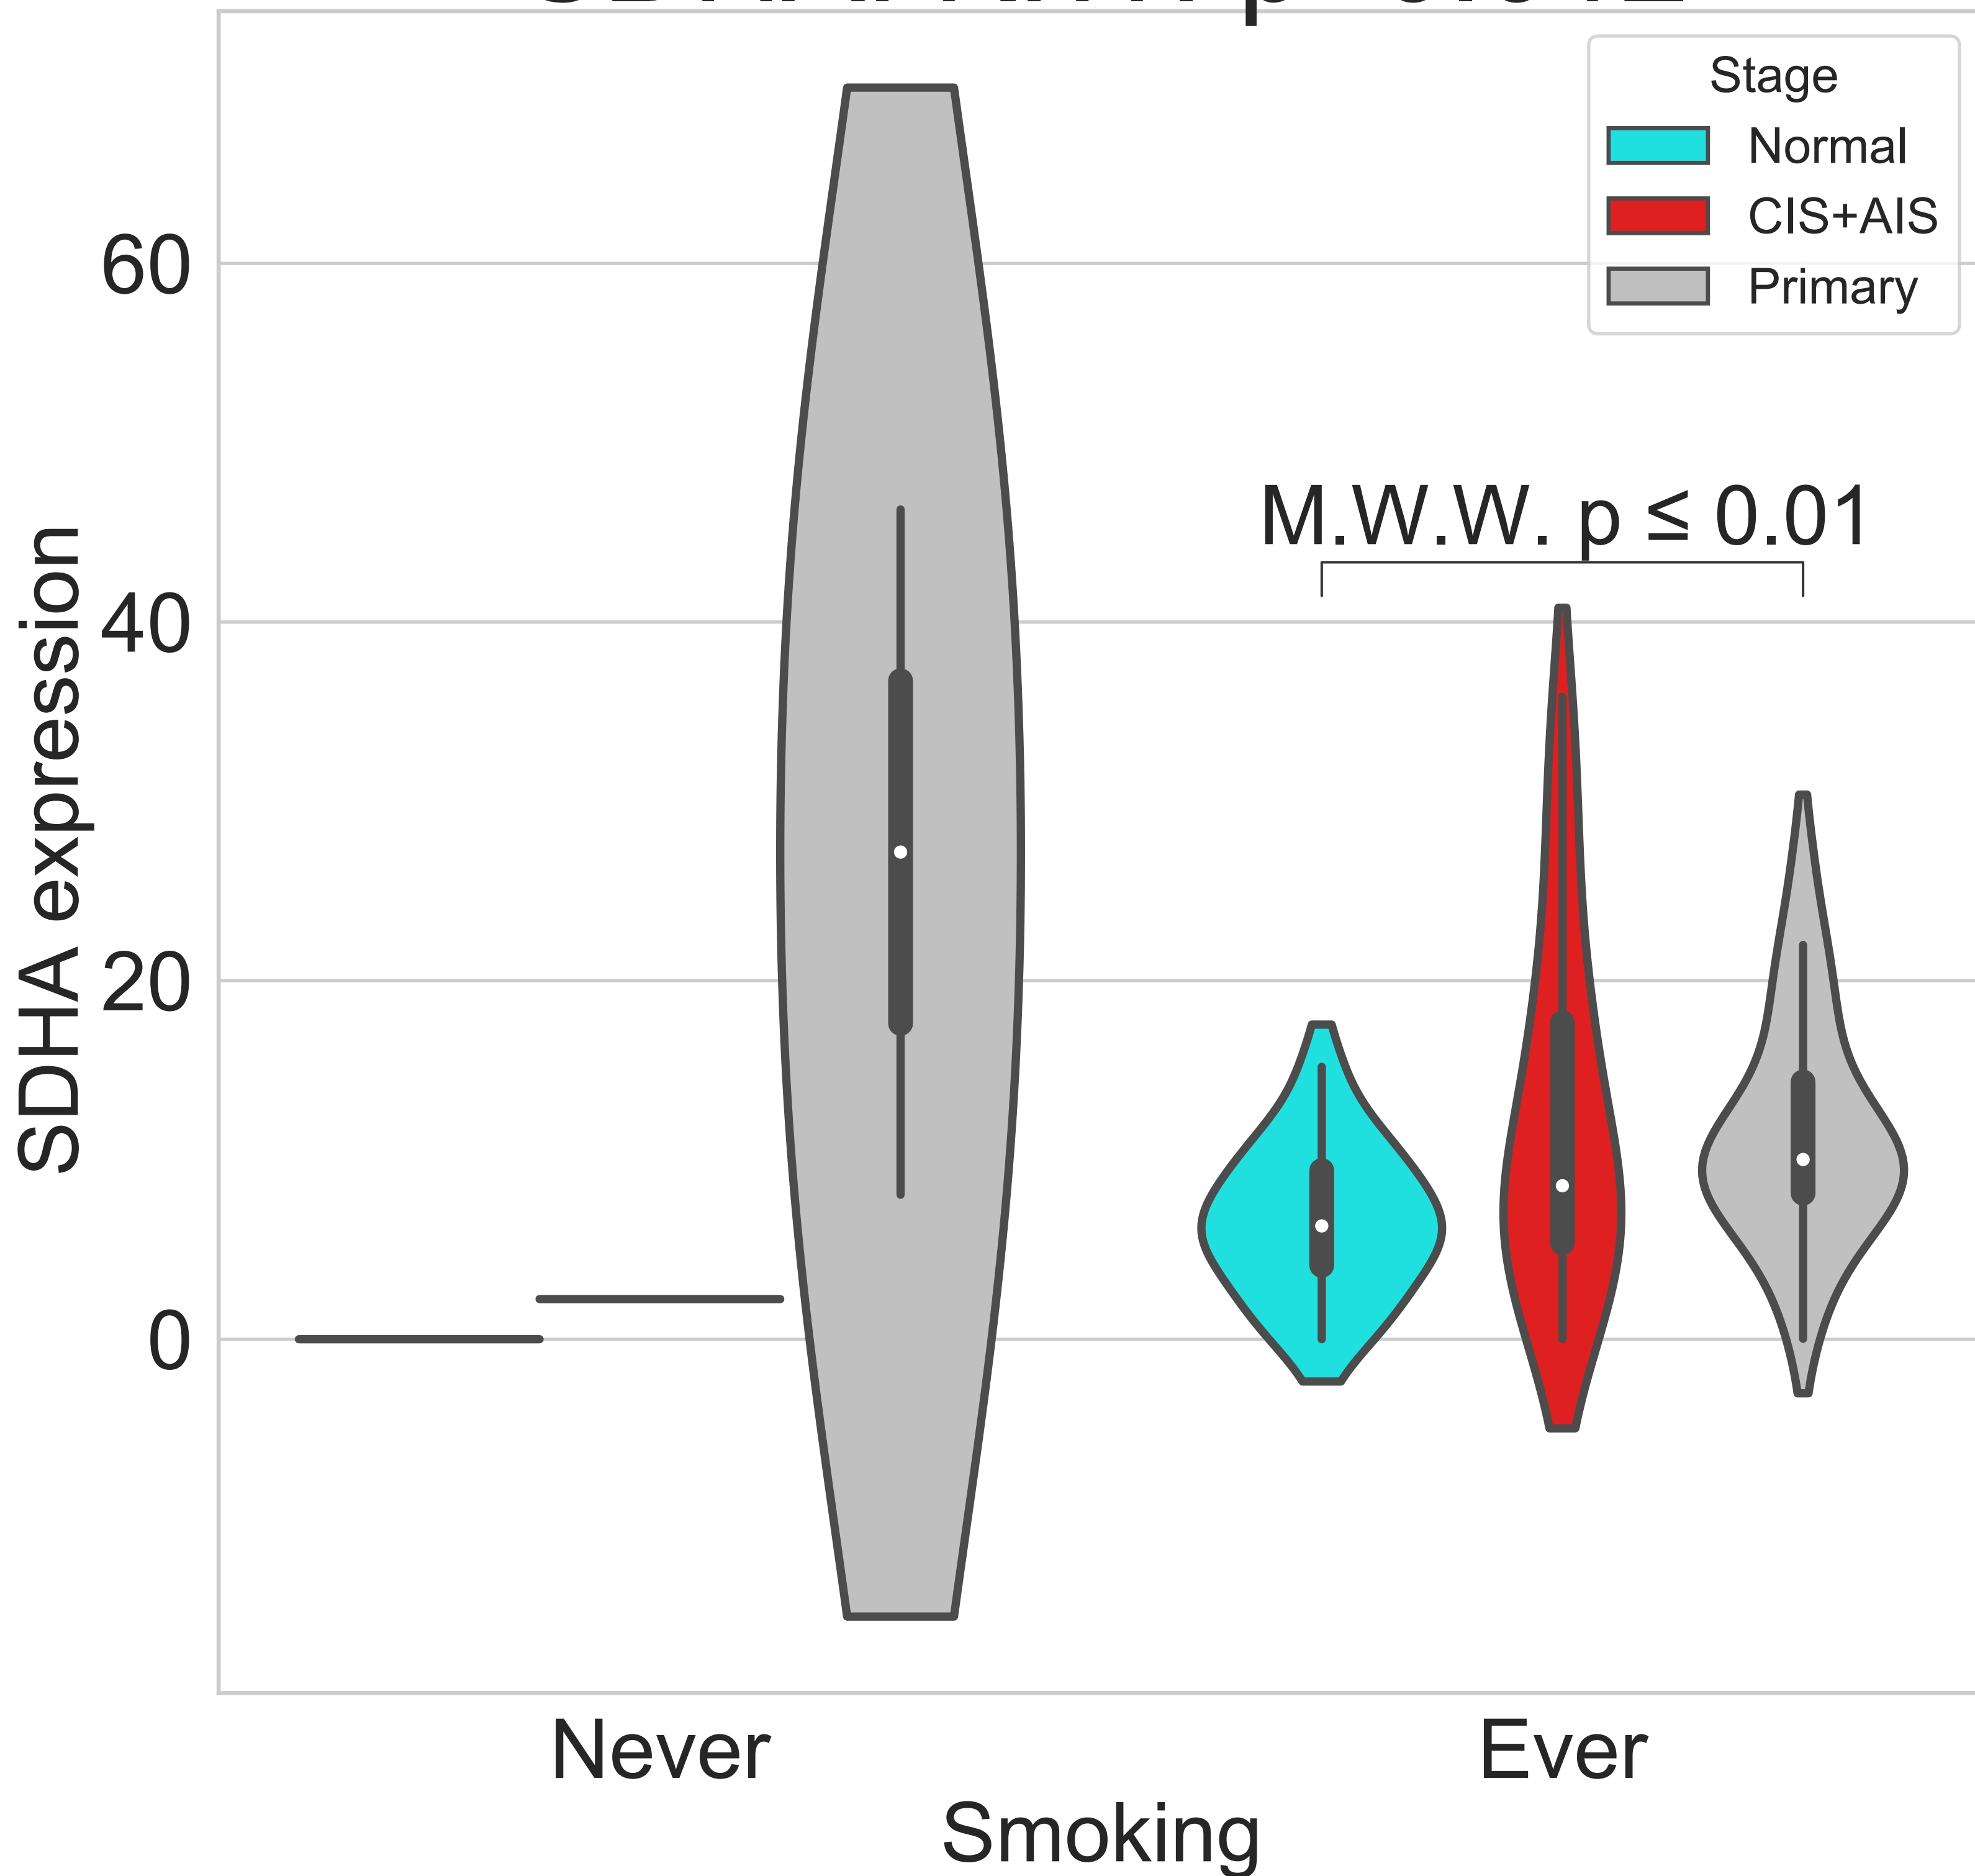 Stage
Normal
CIS+AIS
Primary
60
M.W.W. p ≤ 0.01
40
20
0
SDHA expression
Never
Ever
Smoking